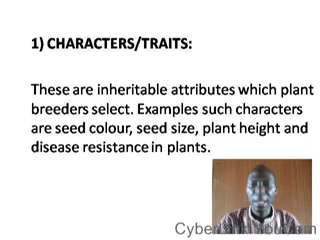 1) CHARACTERS/TRAITS:
These are inheritable attributes which plant
breeders select. Examples such characters
are seed colour, seed size, plant height and
disease resistance in plants.